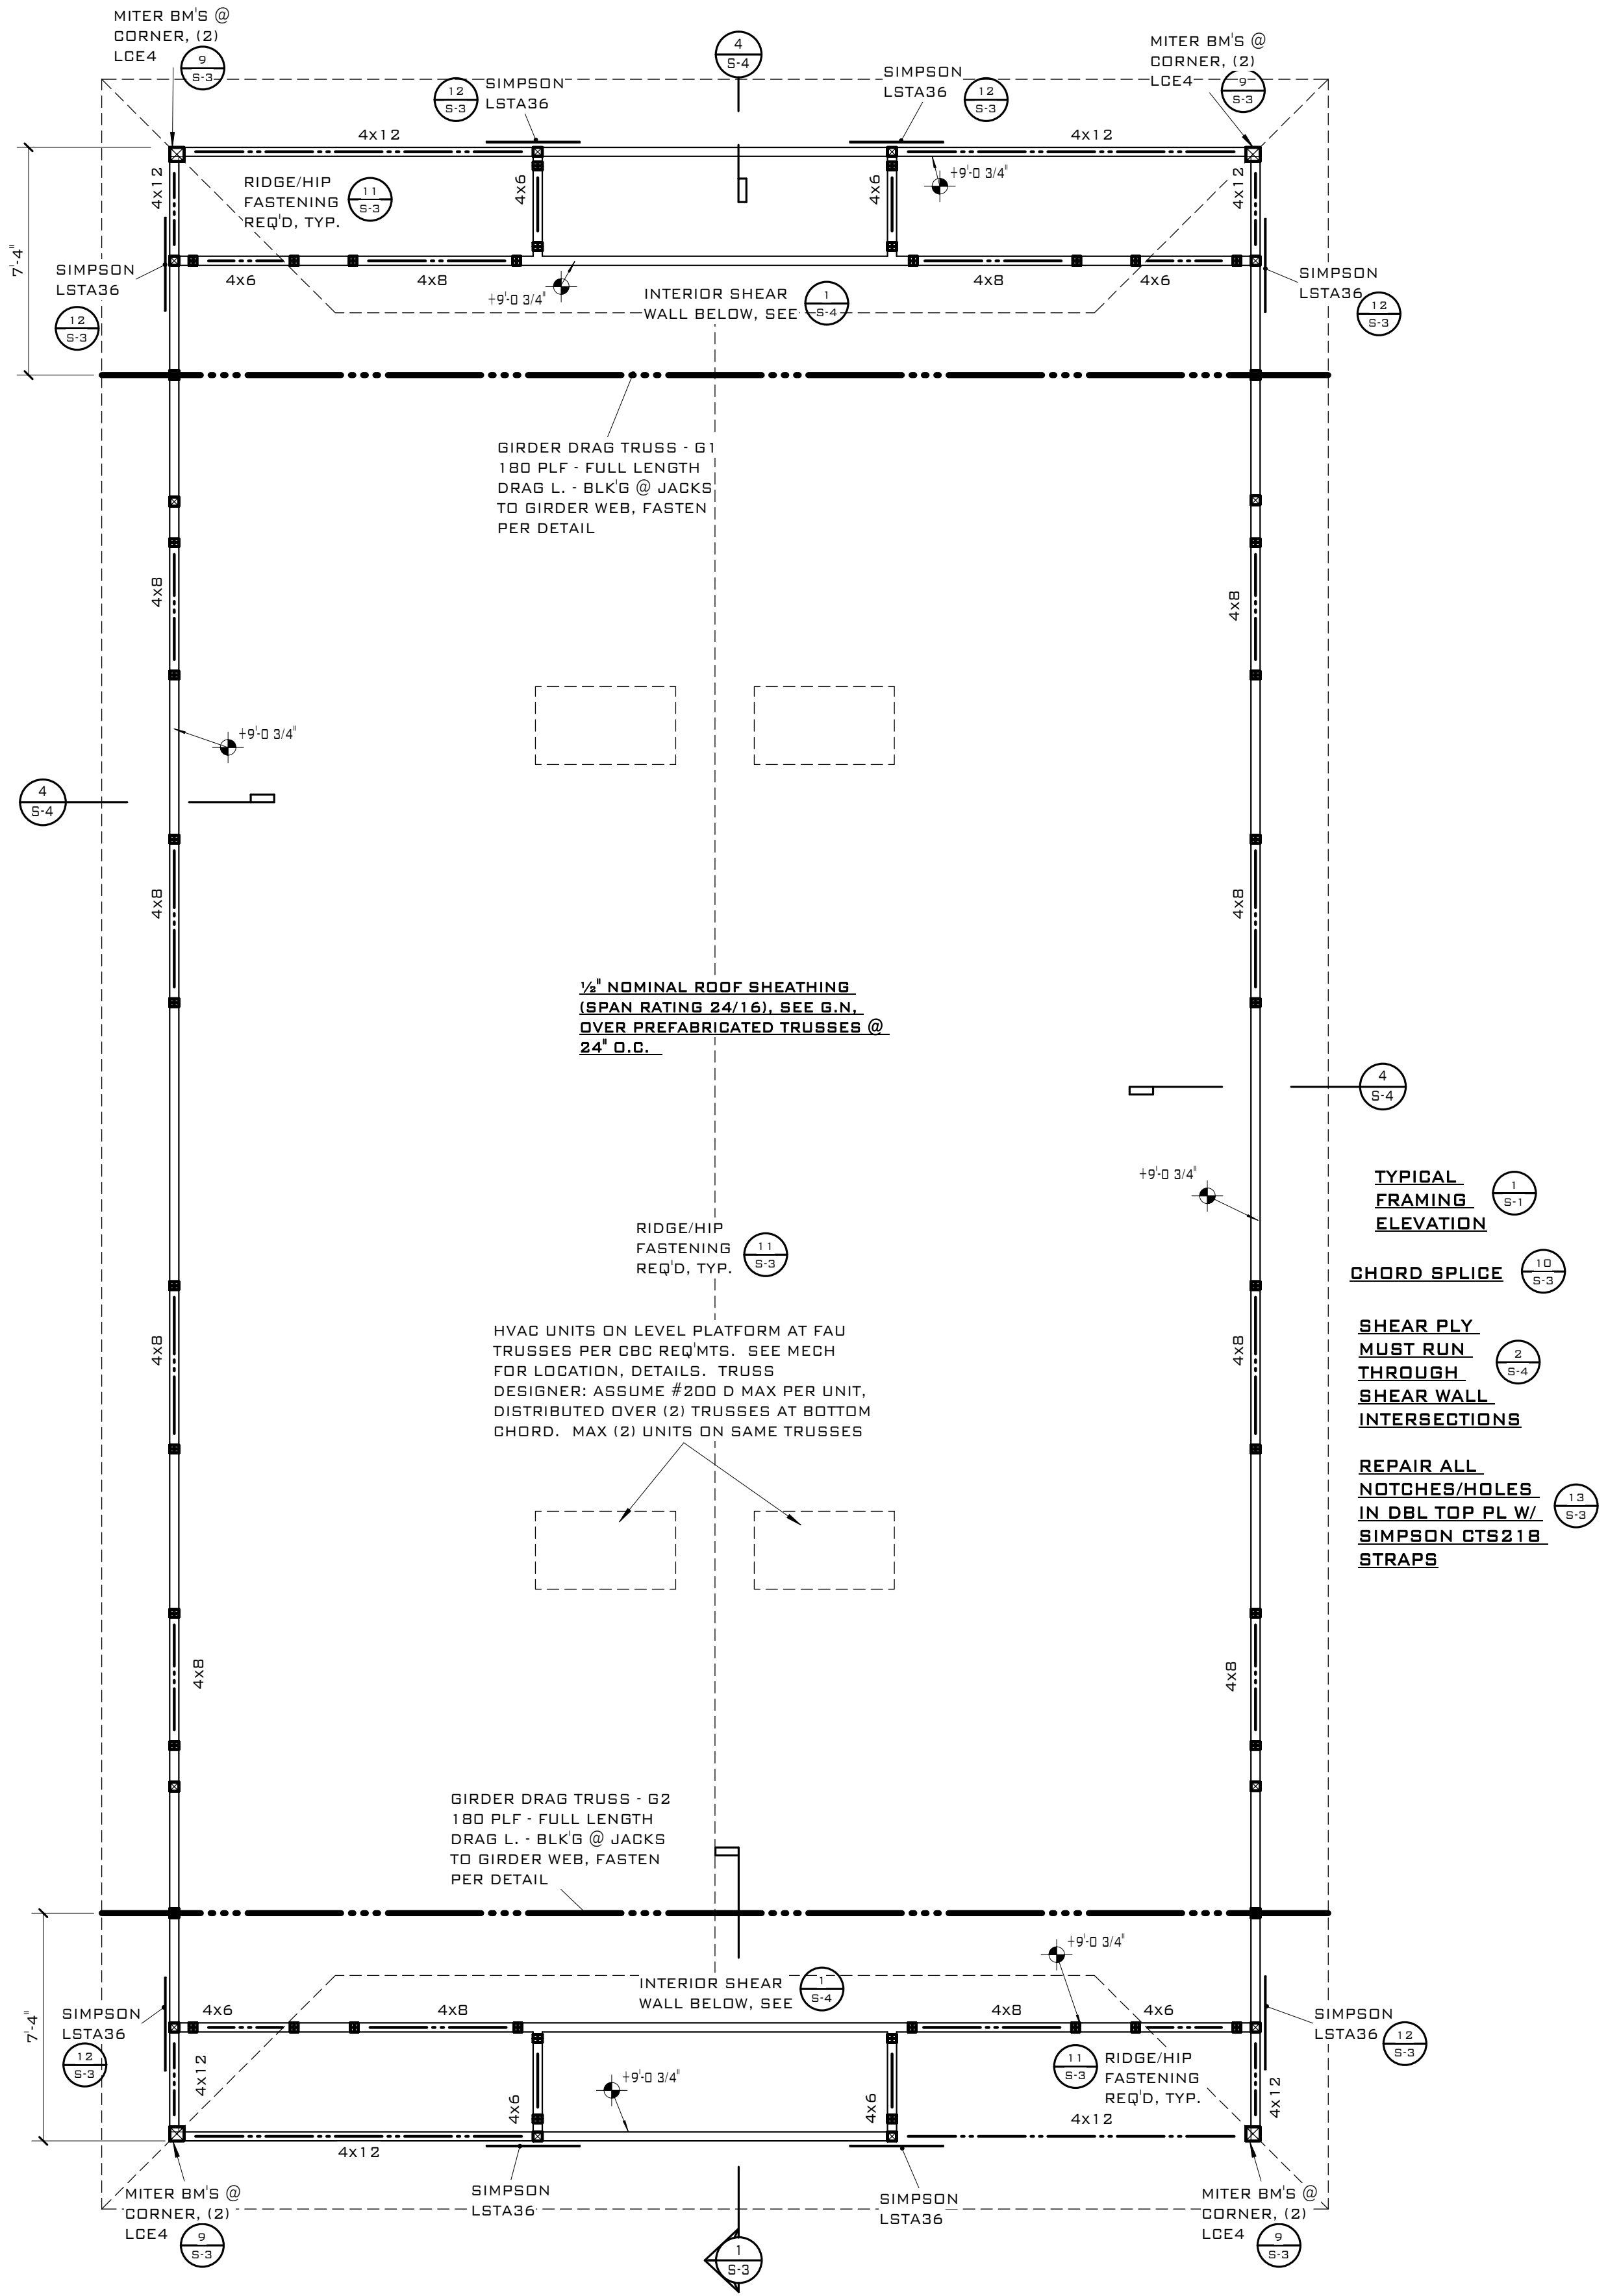 MITER BM'S @
CORNER, (2)
LCE4
9
S-3
4
S-4
MITER BM'S @
CORNER, (2)
LCE4
9
S-3
12
S-3
SIMPSON
LSTA36
SIMPSON
LSTA36
12
S-3
4x12
4x12
4x12
RIDGE/HIP
FASTENING
REQ'D, TYP.
11
S-3
4x6
4x6
+9'-0 3/4"
4x12
7'-4"
SIMPSON
LSTA36
12
S-3
4x6
4x8
+9'-0 3/4"
INTERIOR SHEAR
WALL BELOW, SEE
1
S-4
4x8
4x6
SIMPSON
LSTA36
12
S-3
GIRDER DRAG TRUSS - G1
180 PLF - FULL LENGTH
DRAG L. - BLK'G @ JACKS
TO GIRDER WEB, FASTEN
PER DETAIL
4x8
4x8
+9'-0 3/4"
4
S-4
4x8
4x8
½" NOMINAL ROOF SHEATHING
(SPAN RATING 24/16), SEE G.N,
OVER PREFABRICATED TRUSSES @
24" O.C.
4
S-4
+9'-0 3/4"
TYPICAL
FRAMING
ELEVATION
1
S-1
RIDGE/HIP
FASTENING
REQ'D, TYP.
11
S-3
CHORD SPLICE
10
S-3
4x8
4x8
HVAC UNITS ON LEVEL PLATFORM AT FAU
TRUSSES PER CBC REQ'MTS. SEE MECH
FOR LOCATION, DETAILS. TRUSS
DESIGNER: ASSUME #200 D MAX PER UNIT,
DISTRIBUTED OVER (2) TRUSSES AT BOTTOM
CHORD. MAX (2) UNITS ON SAME TRUSSES
SHEAR PLY
MUST RUN
THROUGH
SHEAR WALL
INTERSECTIONS
2
S-4
REPAIR ALL
NOTCHES/HOLES
IN DBL TOP PL W/
SIMPSON CTS218
STRAPS
13
S-3
4x8
4x8
GIRDER DRAG TRUSS - G2
180 PLF - FULL LENGTH
DRAG L. - BLK'G @ JACKS
TO GIRDER WEB, FASTEN
PER DETAIL
+9'-0 3/4"
7'-4"
SIMPSON
LSTA36
12
S-3
4x6
4x8
INTERIOR SHEAR
WALL BELOW, SEE
1
S-4
4x8
4x6
SIMPSON
LSTA36
12
S-3
4x12
4x6
+9'-0 3/4"
4x6
11
S-3
RIDGE/HIP
FASTENING
REQ'D, TYP.
4x12
4x12
4x12
MITER BM'S @
CORNER, (2)
LCE4
9
S-3
SIMPSON
LSTA36
SIMPSON
LSTA36
MITER BM'S @
CORNER, (2)
LCE4
9
S-3
1
S-3